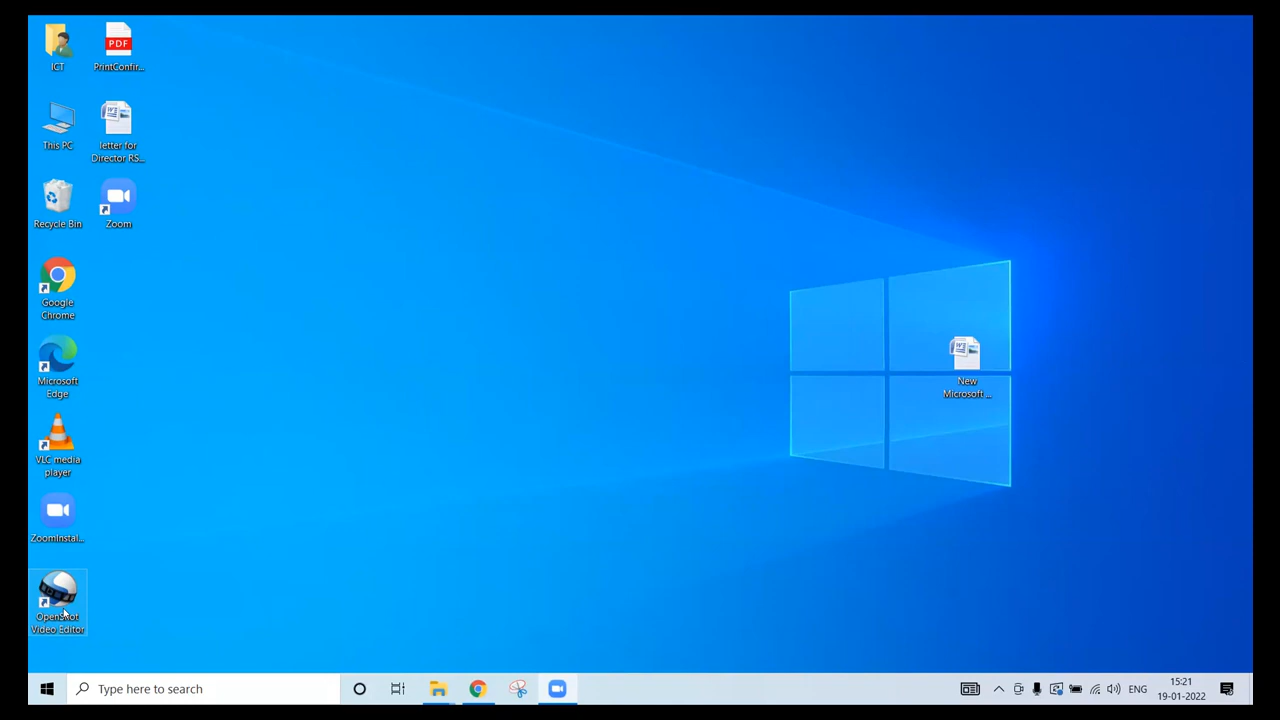 ICT
PDF
PrintConfir...
This PC
letter for
Director RS...
Recycle Bin
Zoom
Google
Chrome
Microsoft
Edge
New
Microsoft ...
VLC media
player
ZoomInstal...
OpenShot
Video Editor
Type here to search
ENG
15:21
19-01-2022